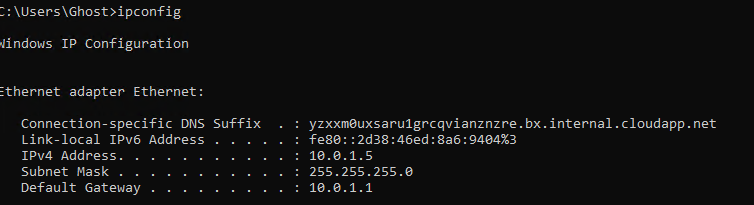 C:\Users\Ghost>ipconfig
Windows IP Configuration
Ethernet adapter Ethernet:
Connection-specific DNS Suffix  . : yzxxm0uxsaru1grcqvianznzre.bx.internal.cloudapp.net
Link-local IPv6 Address . . . . . : fe80::2d38:46ed:8a6:9404%3
IPv4 Address. . . . . . . . . . . : 10.0.1.5
Subnet Mask . . . . . . . . . . . : 255.255.255.0
Default Gateway . . . . . . . . . : 10.0.1.1